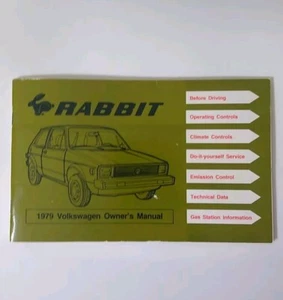 RABBIT
1979 Volkswagen Owner's Manual
Before Driving
Operating Controls
Climate Controls
Do-it-yourself Service
Emission Control
Technical Data
Gas Station Information